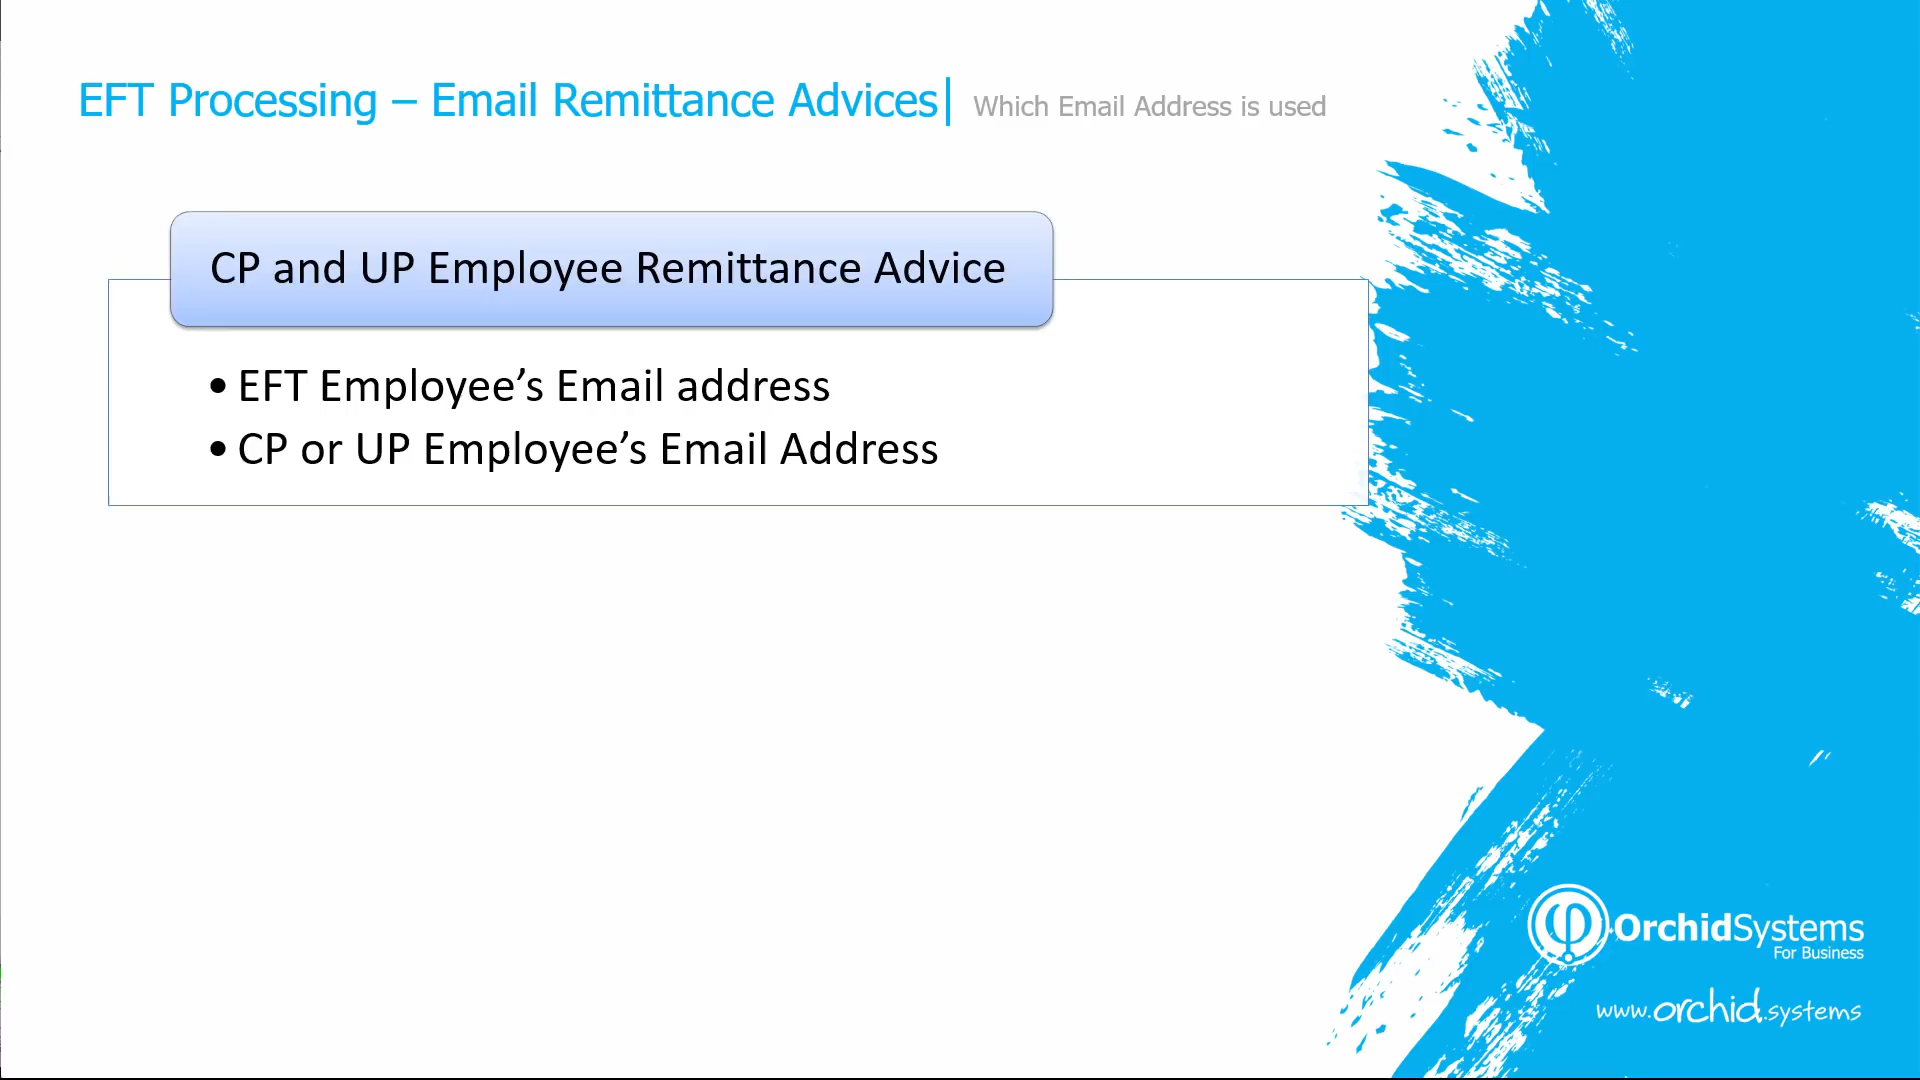 EFT Processing – Email Remittance Advices| Which Email Address is used
CP and UP Employee Remittance Advice
• EFT Employee’s Email address
• CP or UP Employee’s Email Address
OrchidSystems
For Business
www.orchid.systems